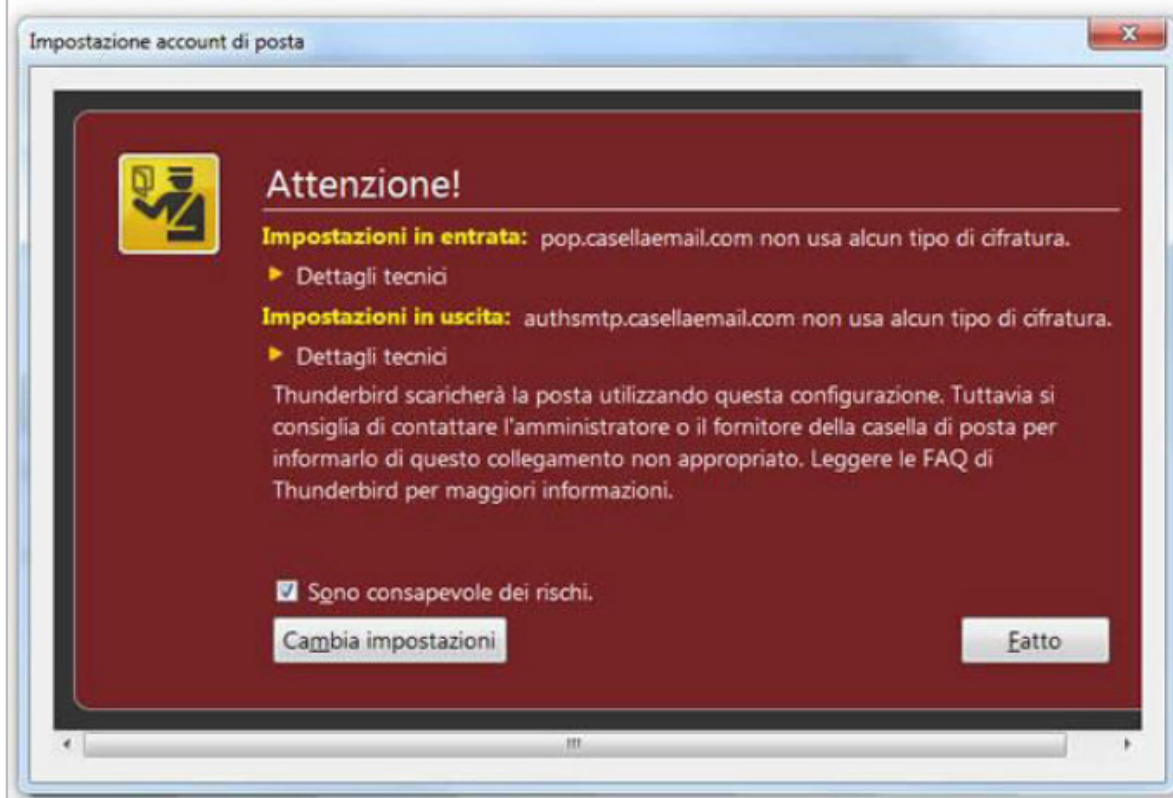 Impostazione account di posta
Attenzione!
Impostazioni in entrata: pop.casellaemail.com non usa alcun tipo di cifratura.
Dettagli tecnici
Impostazioni in uscita: authsmtp.casellaemail.com non usa alcun tipo di cifratura.
Dettagli tecnici
Thunderbird scaricherà la posta utilizzando questa configurazione. Tuttavia si
consiglia di contattare l'amministratore o il fornitore della casella di posta per
informarlo di questo collegamento non appropriato. Leggere le FAQ di
Thunderbird per maggiori informazioni.
Sono consapevole dei rischi.
Cambia impostazioni
Fatto